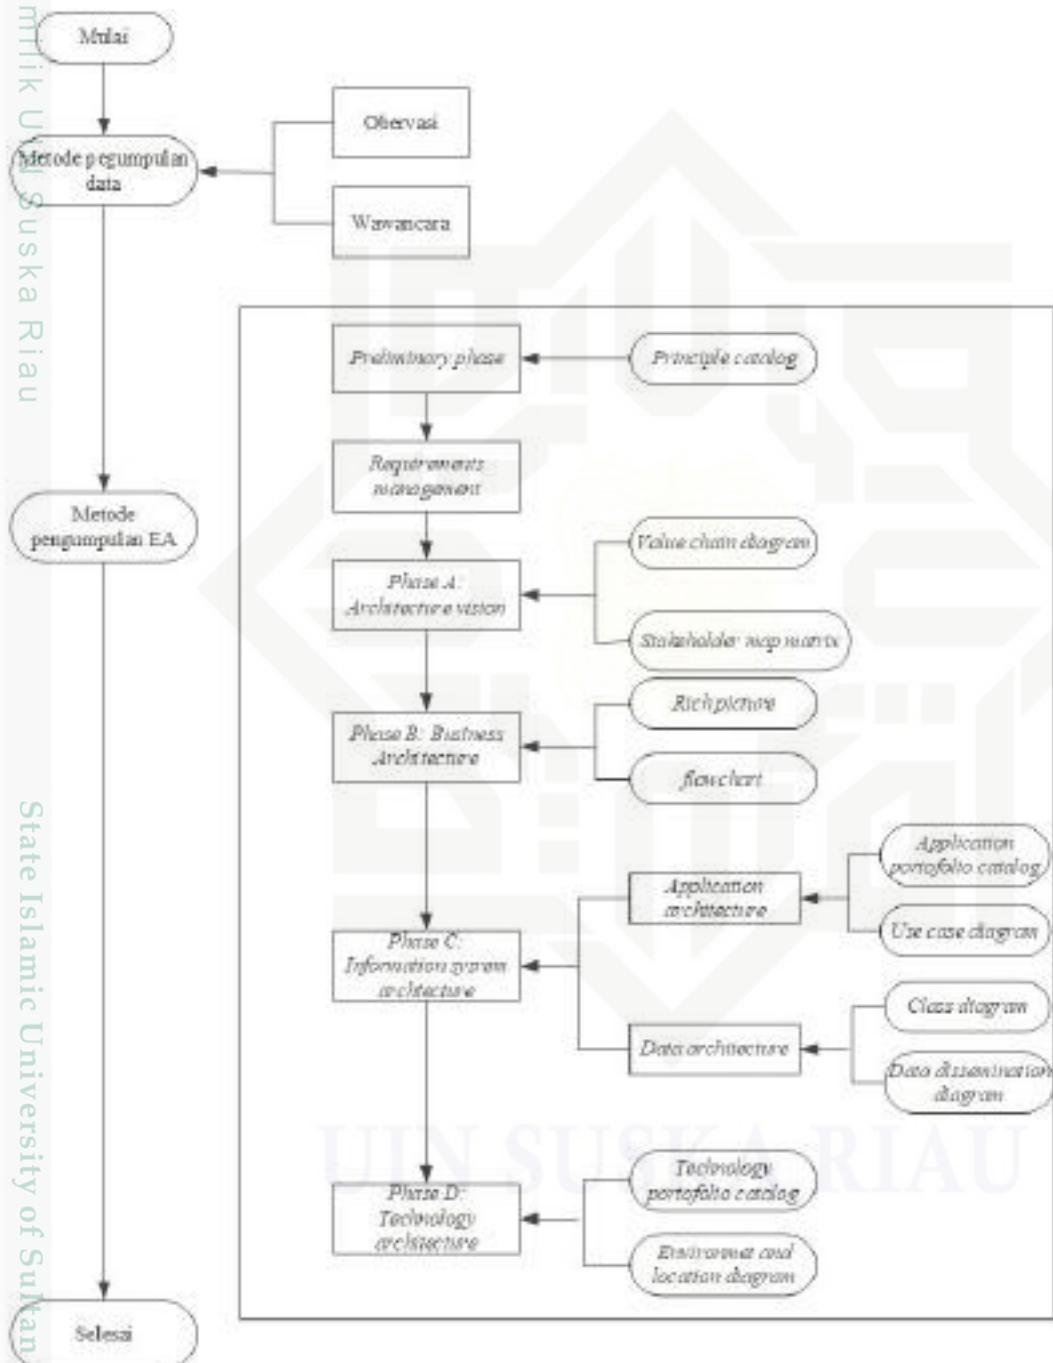 Mulai
Metode pegumpulan
data
Obervasi
Wawancara
Metode
pengumpulan EA
Selesai
Preliminary phase
Principle catalog
Requirements
management
Phase A:
Architecture vision
Value chain diagram
Stakeholder map matrix
Phase B: Business
Architecture
Rich picture
flowchart
Phase C:
Information system
architecture
Application
architecture
Application
portofolio catalog
Use case diagram
Data architecture
Class diagram
Data dissemination
diagram
Phase D:
Technology
architecture
Technology
portofolio catalog
location diagram
milik UIN Suska Riau
State Islamic University of Sultan
UIN SUSKA RIAU